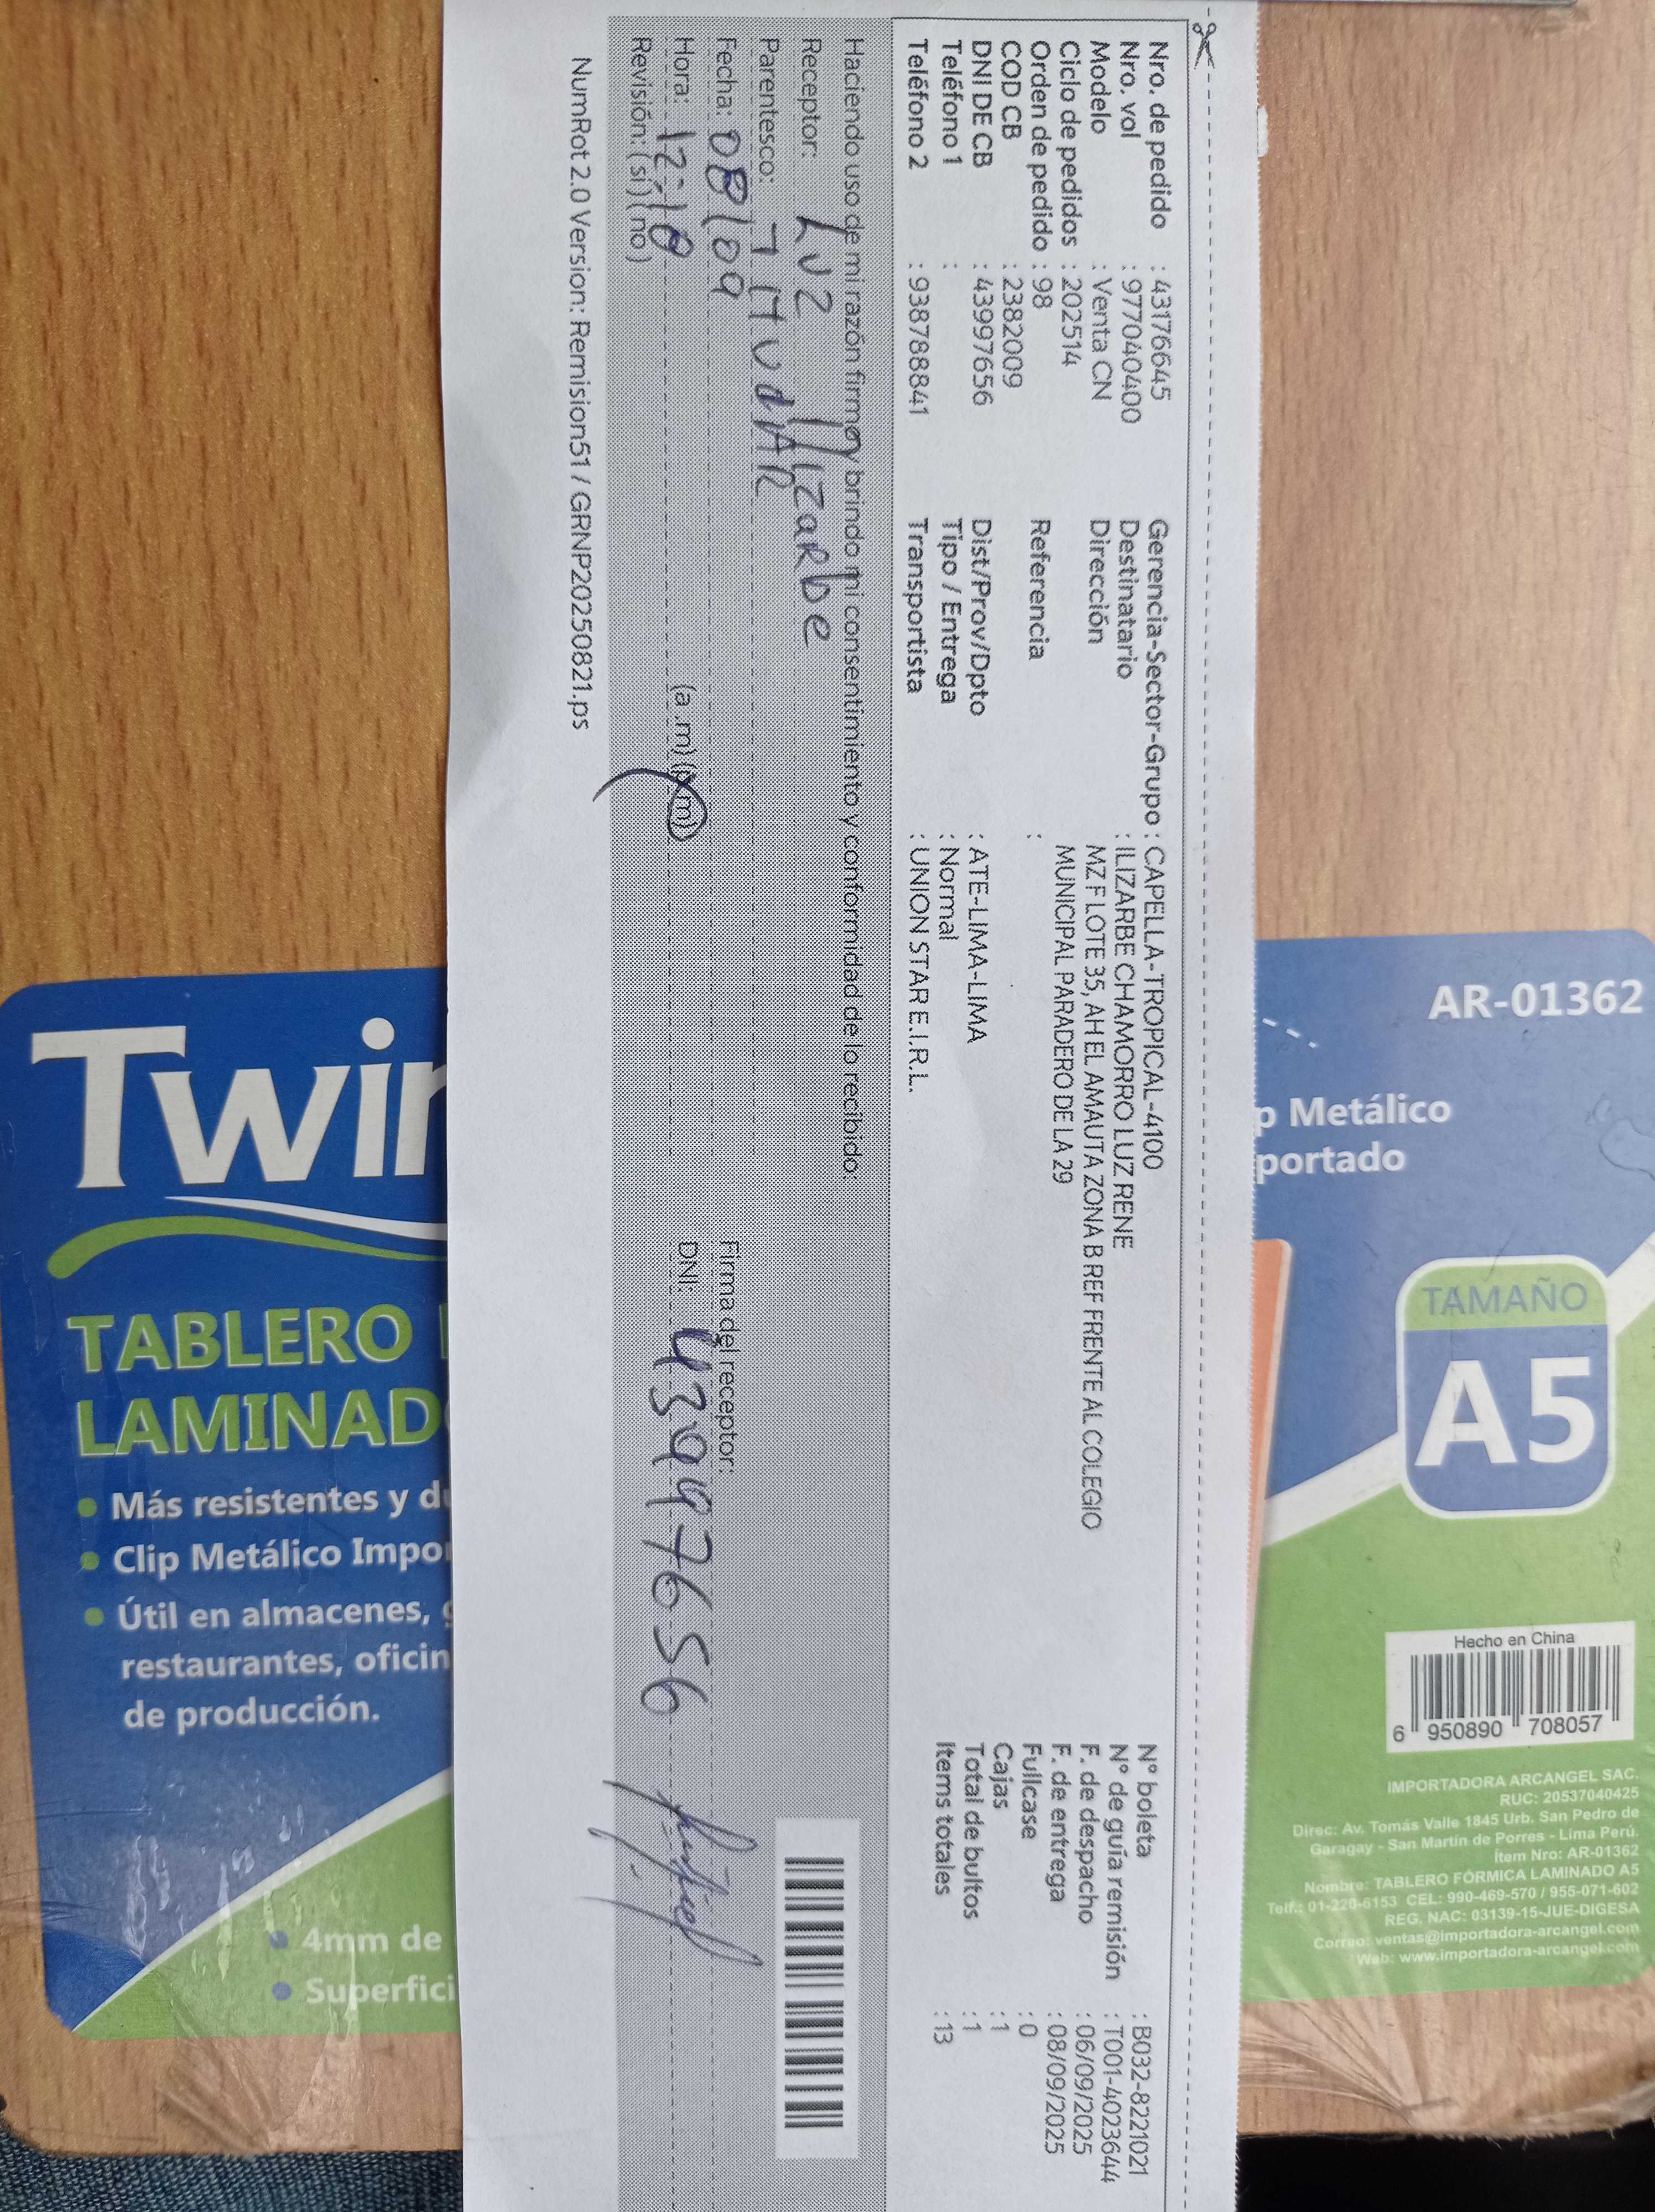 Nro. de pedido : 43176645
Nro. vol : 977040400
Modelo : Venta CN
Ciclo de pedidos : 202514
Orden de pedido : 98
COD CB : 2382009
DNI DE CB : 43997656
Teléfono 1 :
Teléfono 2 : 938788841
Gerencia-Sector-Grupo : CAPELLA-TROPICAL-4100
Destinatario : ILIZARBE CHAMORRO LUZ RENE
Dirección MZ F LOTE 35, AH EL AMAUTA ZONA B REF FRENTE AL COLEGIO
MUNICIPAL PARADERO DE LA 29
Referencia :
Dist/Prov/Dpto : ATE-LIMA-LIMA
Tipo / Entrega : Normal
Transportista : UNION STAR E.I.R.L.
N° boleta : B032-8221021
N° de guía remisión : T001-4023644
F. de despacho : 06/09/2025
F. de entrega : 08/09/2025
Fullcase : 0
Cajas : 1
Total de bultos : 1
Items totales : 13
Haciendo uso de mi razón firmo y brindo mi consentimiento y conformidad de lo recibido:
Receptor: Luz Ilizarbe
Parentesco: TITUdlAR
Fecha: 08/09
Hora: 12:10 (a .m) (p.m)
Revisión: (sí) (no)
Firma del receptor:
DNI: 43997656
NumRot 2.0 Version: Remision51 / GRNP20250821.ps
Twin
TABLERO
LAMINADO
Más resistentes y du
Clip Metálico Impor
Útil en almacenes, g
restaurantes, oficin
de producción.
4mm de
Superfici
AR-01362
p Metálico
portado
TAMAÑO
A5
Hecho en China
6 950890 708057
IMPORTADORA ARCANGEL SAC.
RUC: 20537040425
Direc: Av. Tomás Valle 1845 Urb. San Pedro de
Garagay - San Martín de Porres - Lima Perú.
Ítem Nro: AR-01362
Nombre: TABLERO FÓRMICA LAMINADO A5
Telf.: 01-220-6153 CEL: 990-469-570 / 955-071-602
REG. NAC: 03139-15-JUE-DIGESA
Correo: ventas@importadora-arcangel.com
Web: www.importadora-arcangel.com